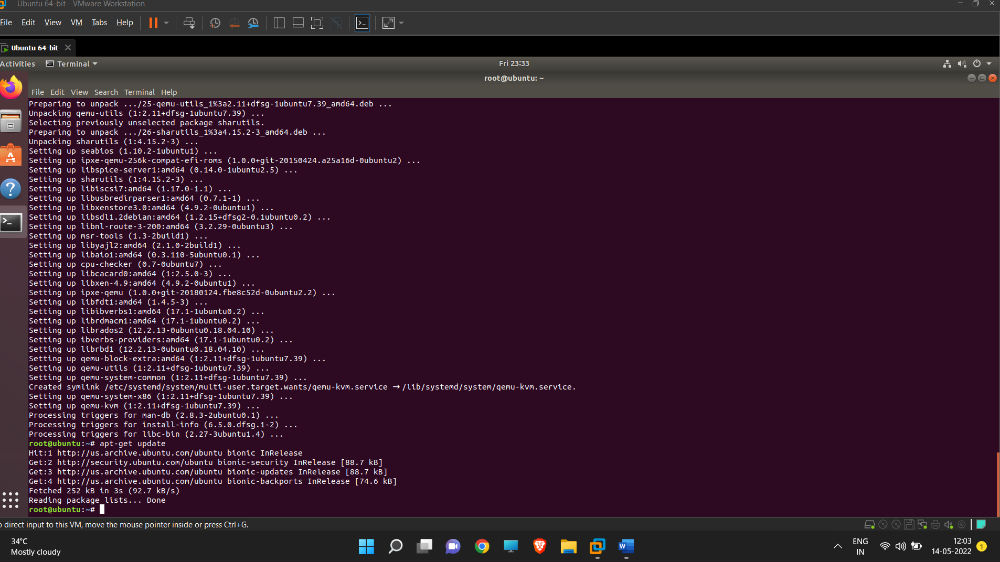 Ubuntu 64-bit - VMware Workstation
File Edit View VM Tabs Help
Ubuntu 64-bit
Activities Terminal Fri 23:33
root@ubuntu: ~
File Edit View Search Terminal Help
Preparing to unpack .../25-qemu-utils_1%3a2.11+dfsg-1ubuntu7.39_amd64.deb ...
Unpacking qemu-utils (1:2.11+dfsg-1ubuntu7.39) ...
Selecting previously unselected package sharutils.
Preparing to unpack .../26-sharutils_1%3a4.15.2-3_amd64.deb ...
Unpacking sharutils (1:4.15.2-3) ...
Setting up seabios (1.10.2-1ubuntu1) ...
Setting up ipxe-qemu-256k-compat-efi-roms (1.0.0+git-20150424.a25a16d-0ubuntu2) ...
Setting up libspice-server1:amd64 (0.14.0-1ubuntu2.5) ...
Setting up sharutils (1:4.15.2-3) ...
Setting up libiscsi7:amd64 (1.17.0-1.1) ...
Setting up libusbredirparser1:amd64 (0.7.1-1) ...
Setting up libxenstore3.0:amd64 (4.9.2-0ubuntu1) ...
Setting up libsdl1.2debian:amd64 (1.2.15+dfsg2-0.1ubuntu0.2) ...
Setting up libnl-route-3-200:amd64 (3.2.29-0ubuntu3) ...
Setting up msr-tools (1.3-2build1) ...
Setting up libyajl2:amd64 (2.1.0-2build1) ...
Setting up libaio1:amd64 (0.3.110-5ubuntu0.1) ...
Setting up cpu-checker (0.7-0ubuntu7) ...
Setting up libcacard0:amd64 (1:2.5.0-3) ...
Setting up libxen-4.9:amd64 (4.9.2-0ubuntu1) ...
Setting up ipxe-qemu (1.0.0+git-20180124.fbe8c52d-0ubuntu2.2) ...
Setting up libfdt1:amd64 (1.4.5-3) ...
Setting up libibverbs1:amd64 (17.1-1ubuntu0.2) ...
Setting up librdmacm1:amd64 (17.1-1ubuntu0.2) ...
Setting up librados2 (12.2.13-0ubuntu0.18.04.10) ...
Setting up ibverbs-providers:amd64 (17.1-1ubuntu0.2) ...
Setting up librbd1 (12.2.13-0ubuntu0.18.04.10) ...
Setting up qemu-block-extra:amd64 (1:2.11+dfsg-1ubuntu7.39) ...
Setting up qemu-utils (1:2.11+dfsg-1ubuntu7.39) ...
Setting up qemu-system-common (1:2.11+dfsg-1ubuntu7.39) ...
Created symlink /etc/systemd/system/multi-user.target.wants/qemu-kvm.service → /lib/systemd/system/qemu-kvm.service.
Setting up qemu-system-x86 (1:2.11+dfsg-1ubuntu7.39) ...
Setting up qemu-kvm (1:2.11+dfsg-1ubuntu7.39) ...
Processing triggers for man-db (2.8.3-2ubuntu0.1) ...
Processing triggers for install-info (6.5.0.dfsg.1-2) ...
Processing triggers for libc-bin (2.27-3ubuntu1.4) ...
root@ubuntu:~# apt-get update
Hit:1 http://us.archive.ubuntu.com/ubuntu bionic InRelease
Get:2 http://security.ubuntu.com/ubuntu bionic-security InRelease [88.7 kB]
Get:3 http://us.archive.ubuntu.com/ubuntu bionic-updates InRelease [88.7 kB]
Get:4 http://us.archive.ubuntu.com/ubuntu bionic-backports InRelease [74.6 kB]
Fetched 252 kB in 3s (92.7 kB/s)
Reading package lists... Done
root@ubuntu:~#
o direct input to this VM, move the mouse pointer inside or press Ctrl+G.
34°C
Mostly cloudy
ENG
IN
12:03
14-05-2022
1